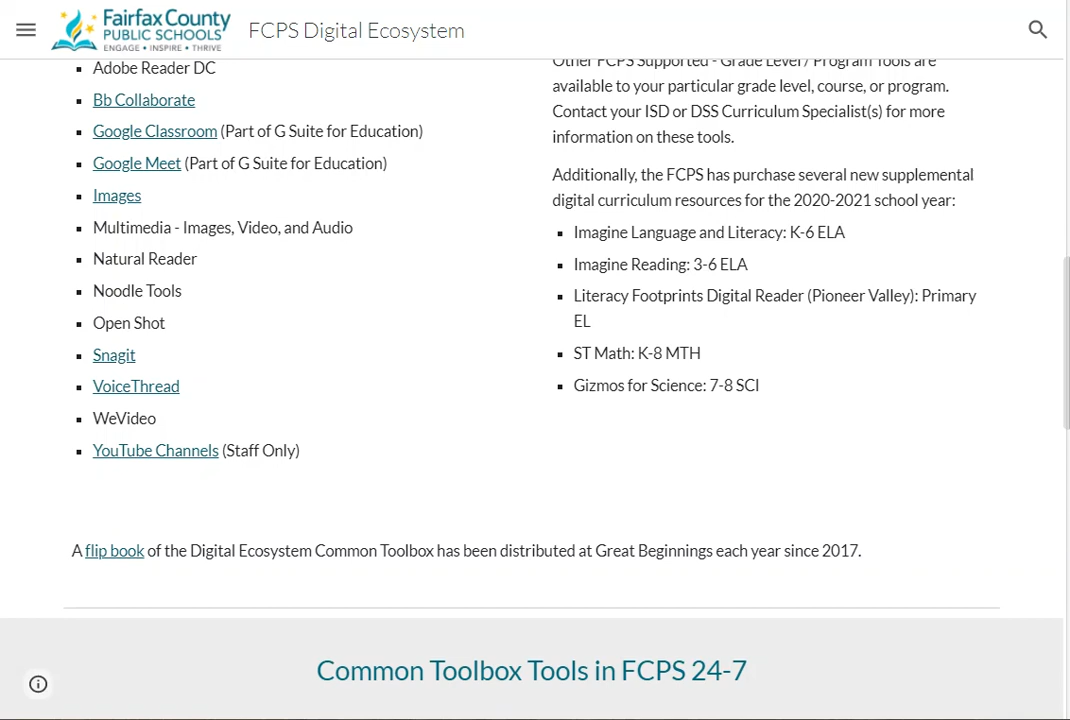 Fairfax County
PUBLIC SCHOOLS
ENGAGE • INSPIRE • THRIVE
FCPS Digital Ecosystem
Adobe Reader DC
Bb Collaborate
Google Classroom (Part of G Suite for Education)
Google Meet (Part of G Suite for Education)
Images
Multimedia - Images, Video, and Audio
Natural Reader
Noodle Tools
Open Shot
Snagit
VoiceThread
WeVideo
YouTube Channels (Staff Only)
Other FCPS Supported - Grade Level / Program Tools are
available to your particular grade level, course, or program.
Contact your ISD or DSS Curriculum Specialist(s) for more
information on these tools.
Additionally, the FCPS has purchase several new supplemental
digital curriculum resources for the 2020-2021 school year:
Imagine Language and Literacy: K-6 ELA
Imagine Reading: 3-6 ELA
Literacy Footprints Digital Reader (Pioneer Valley): Primary
EL
ST Math: K-8 MTH
Gizmos for Science: 7-8 SCI
A flip book of the Digital Ecosystem Common Toolbox has been distributed at Great Beginnings each year since 2017.
Common Toolbox Tools in FCPS 24-7